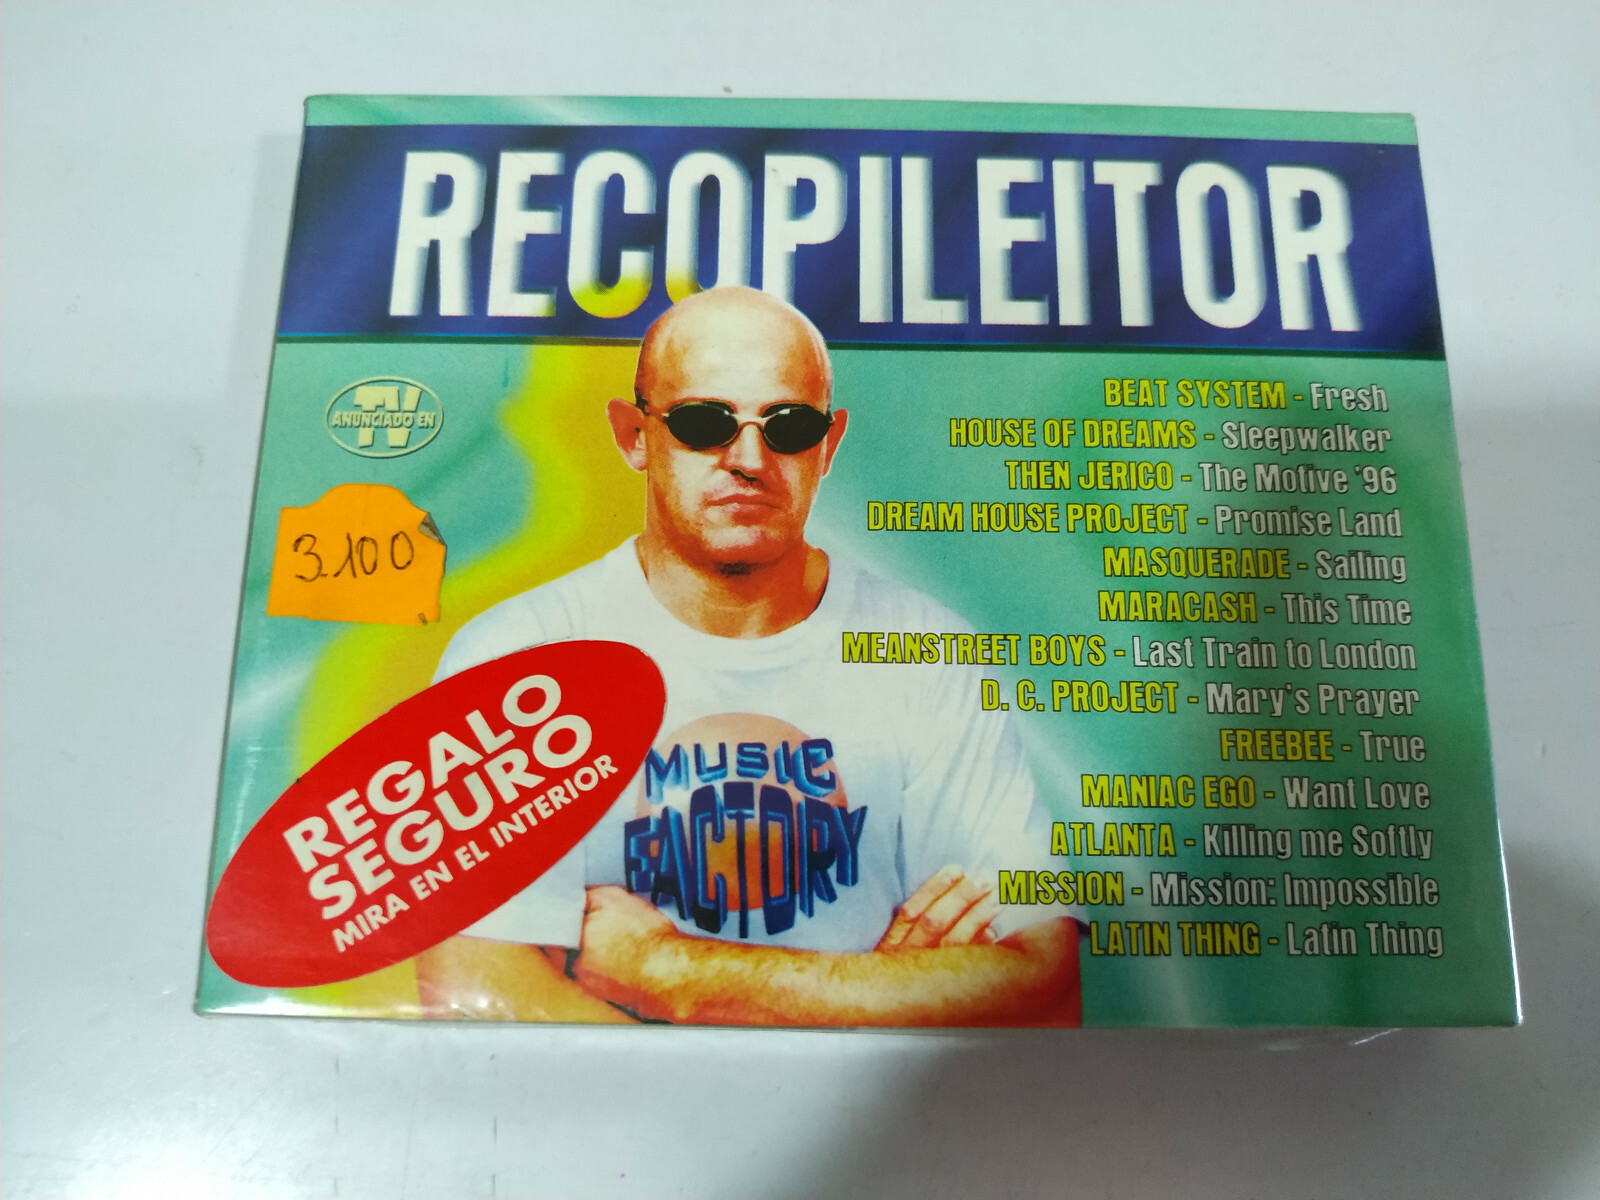 RECOPILEITOR
TV
ANUNCIADO EN
3.100
BEAT SYSTEM - Fresh
HOUSE OF DREAMS - Sleepwalker
THEN JERICO - The Motive '96
DREAM HOUSE PROJECT - Promise Land
MASQUERADE - Sailing
MARACASH - This Time
MEANSTREET BOYS - Last Train to London
D. C. PROJECT - Mary's Prayer
FREEBEE - True
MANIAC EGO - Want Love
ATLANTA - Killing me Softly
MISSION - Mission: Impossible
LATIN THING - Latin Thing
REGALO
SEGURO
MIRA EN EL INTERIOR
MUSIC
FACTORY